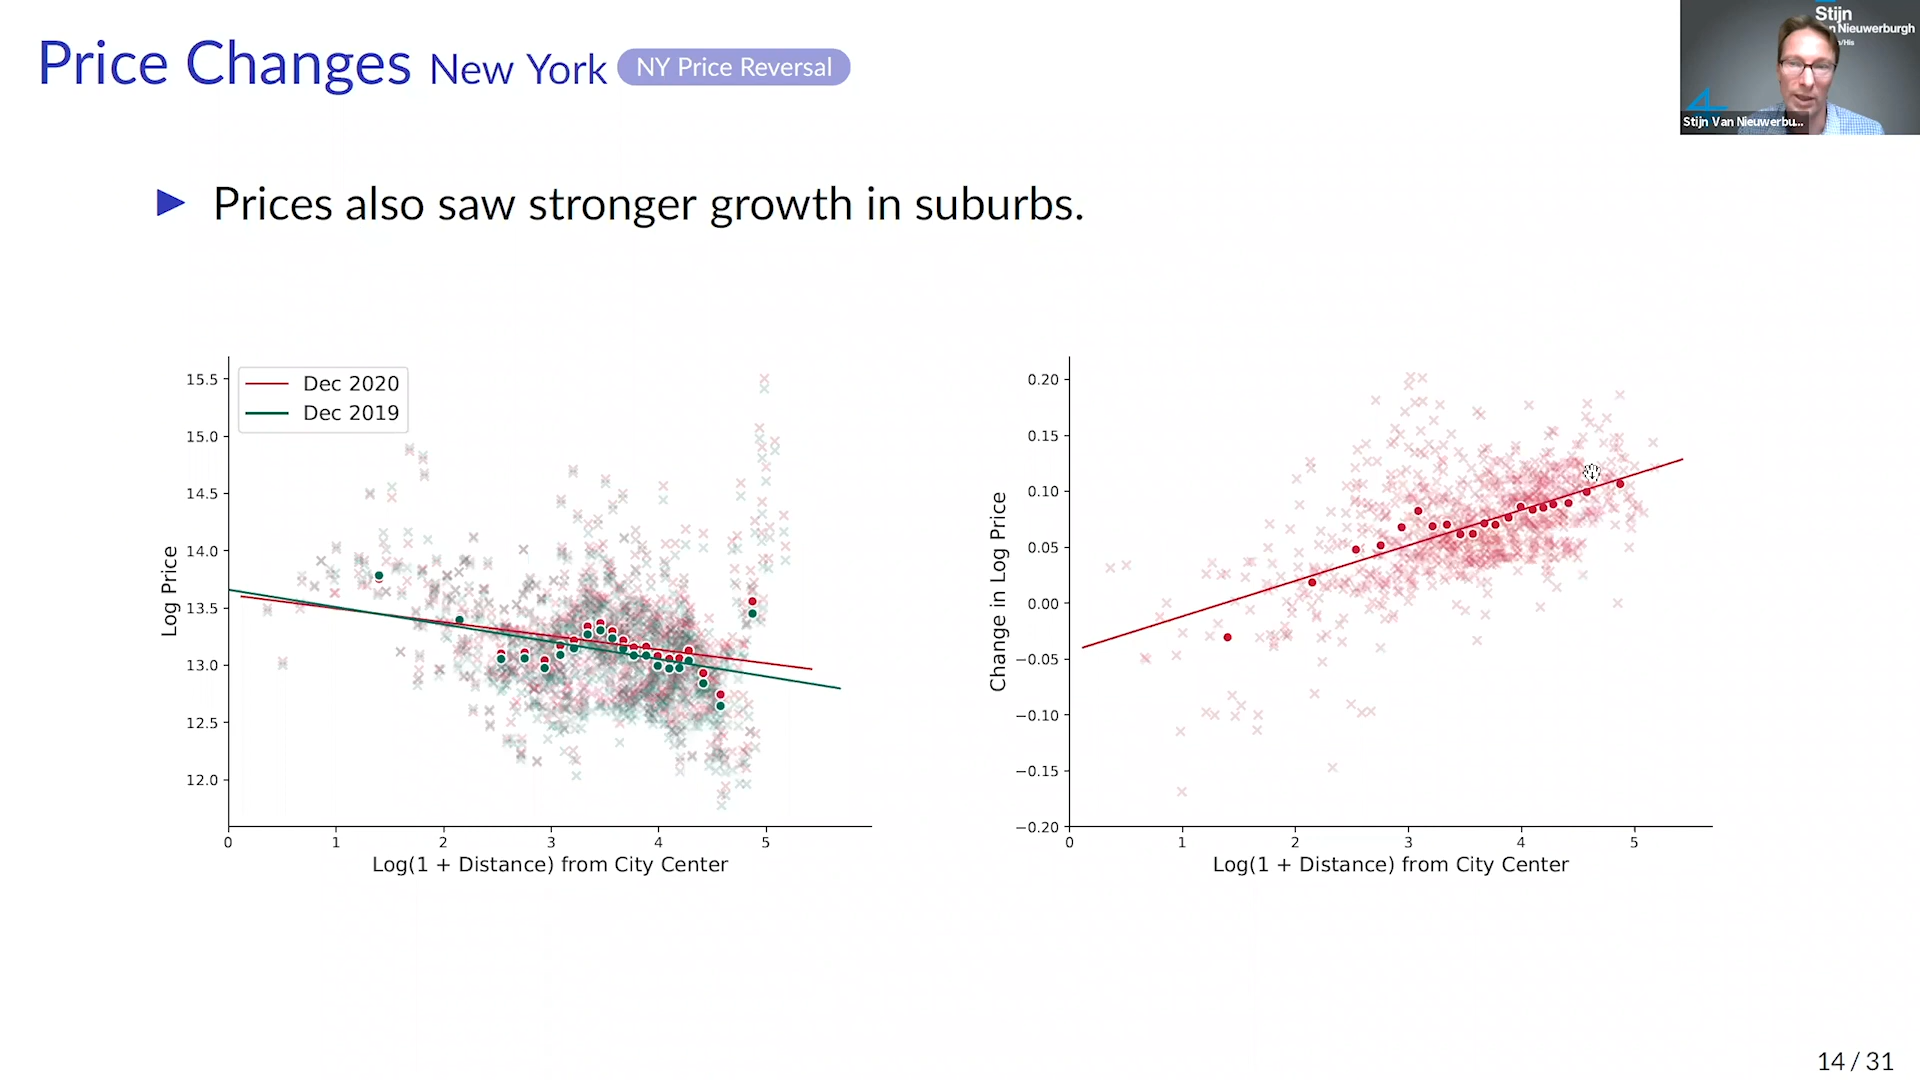 Price Changes New York NY Price Reversal
Stijn
n Nieuwerburgh
/His
Stijn Van Nieuwerbu...
Prices also saw stronger growth in suburbs.
Dec 2020
Dec 2019
15.5
15.0
14.5
14.0
13.5
13.0
12.5
12.0
Log Price
0 1 2 3 4 5
Log(1 + Distance) from City Center
0.20
0.15
0.10
0.05
0.00
−0.05
−0.10
−0.15
−0.20
Change in Log Price
0 1 2 3 4 5
Log(1 + Distance) from City Center
14 / 31